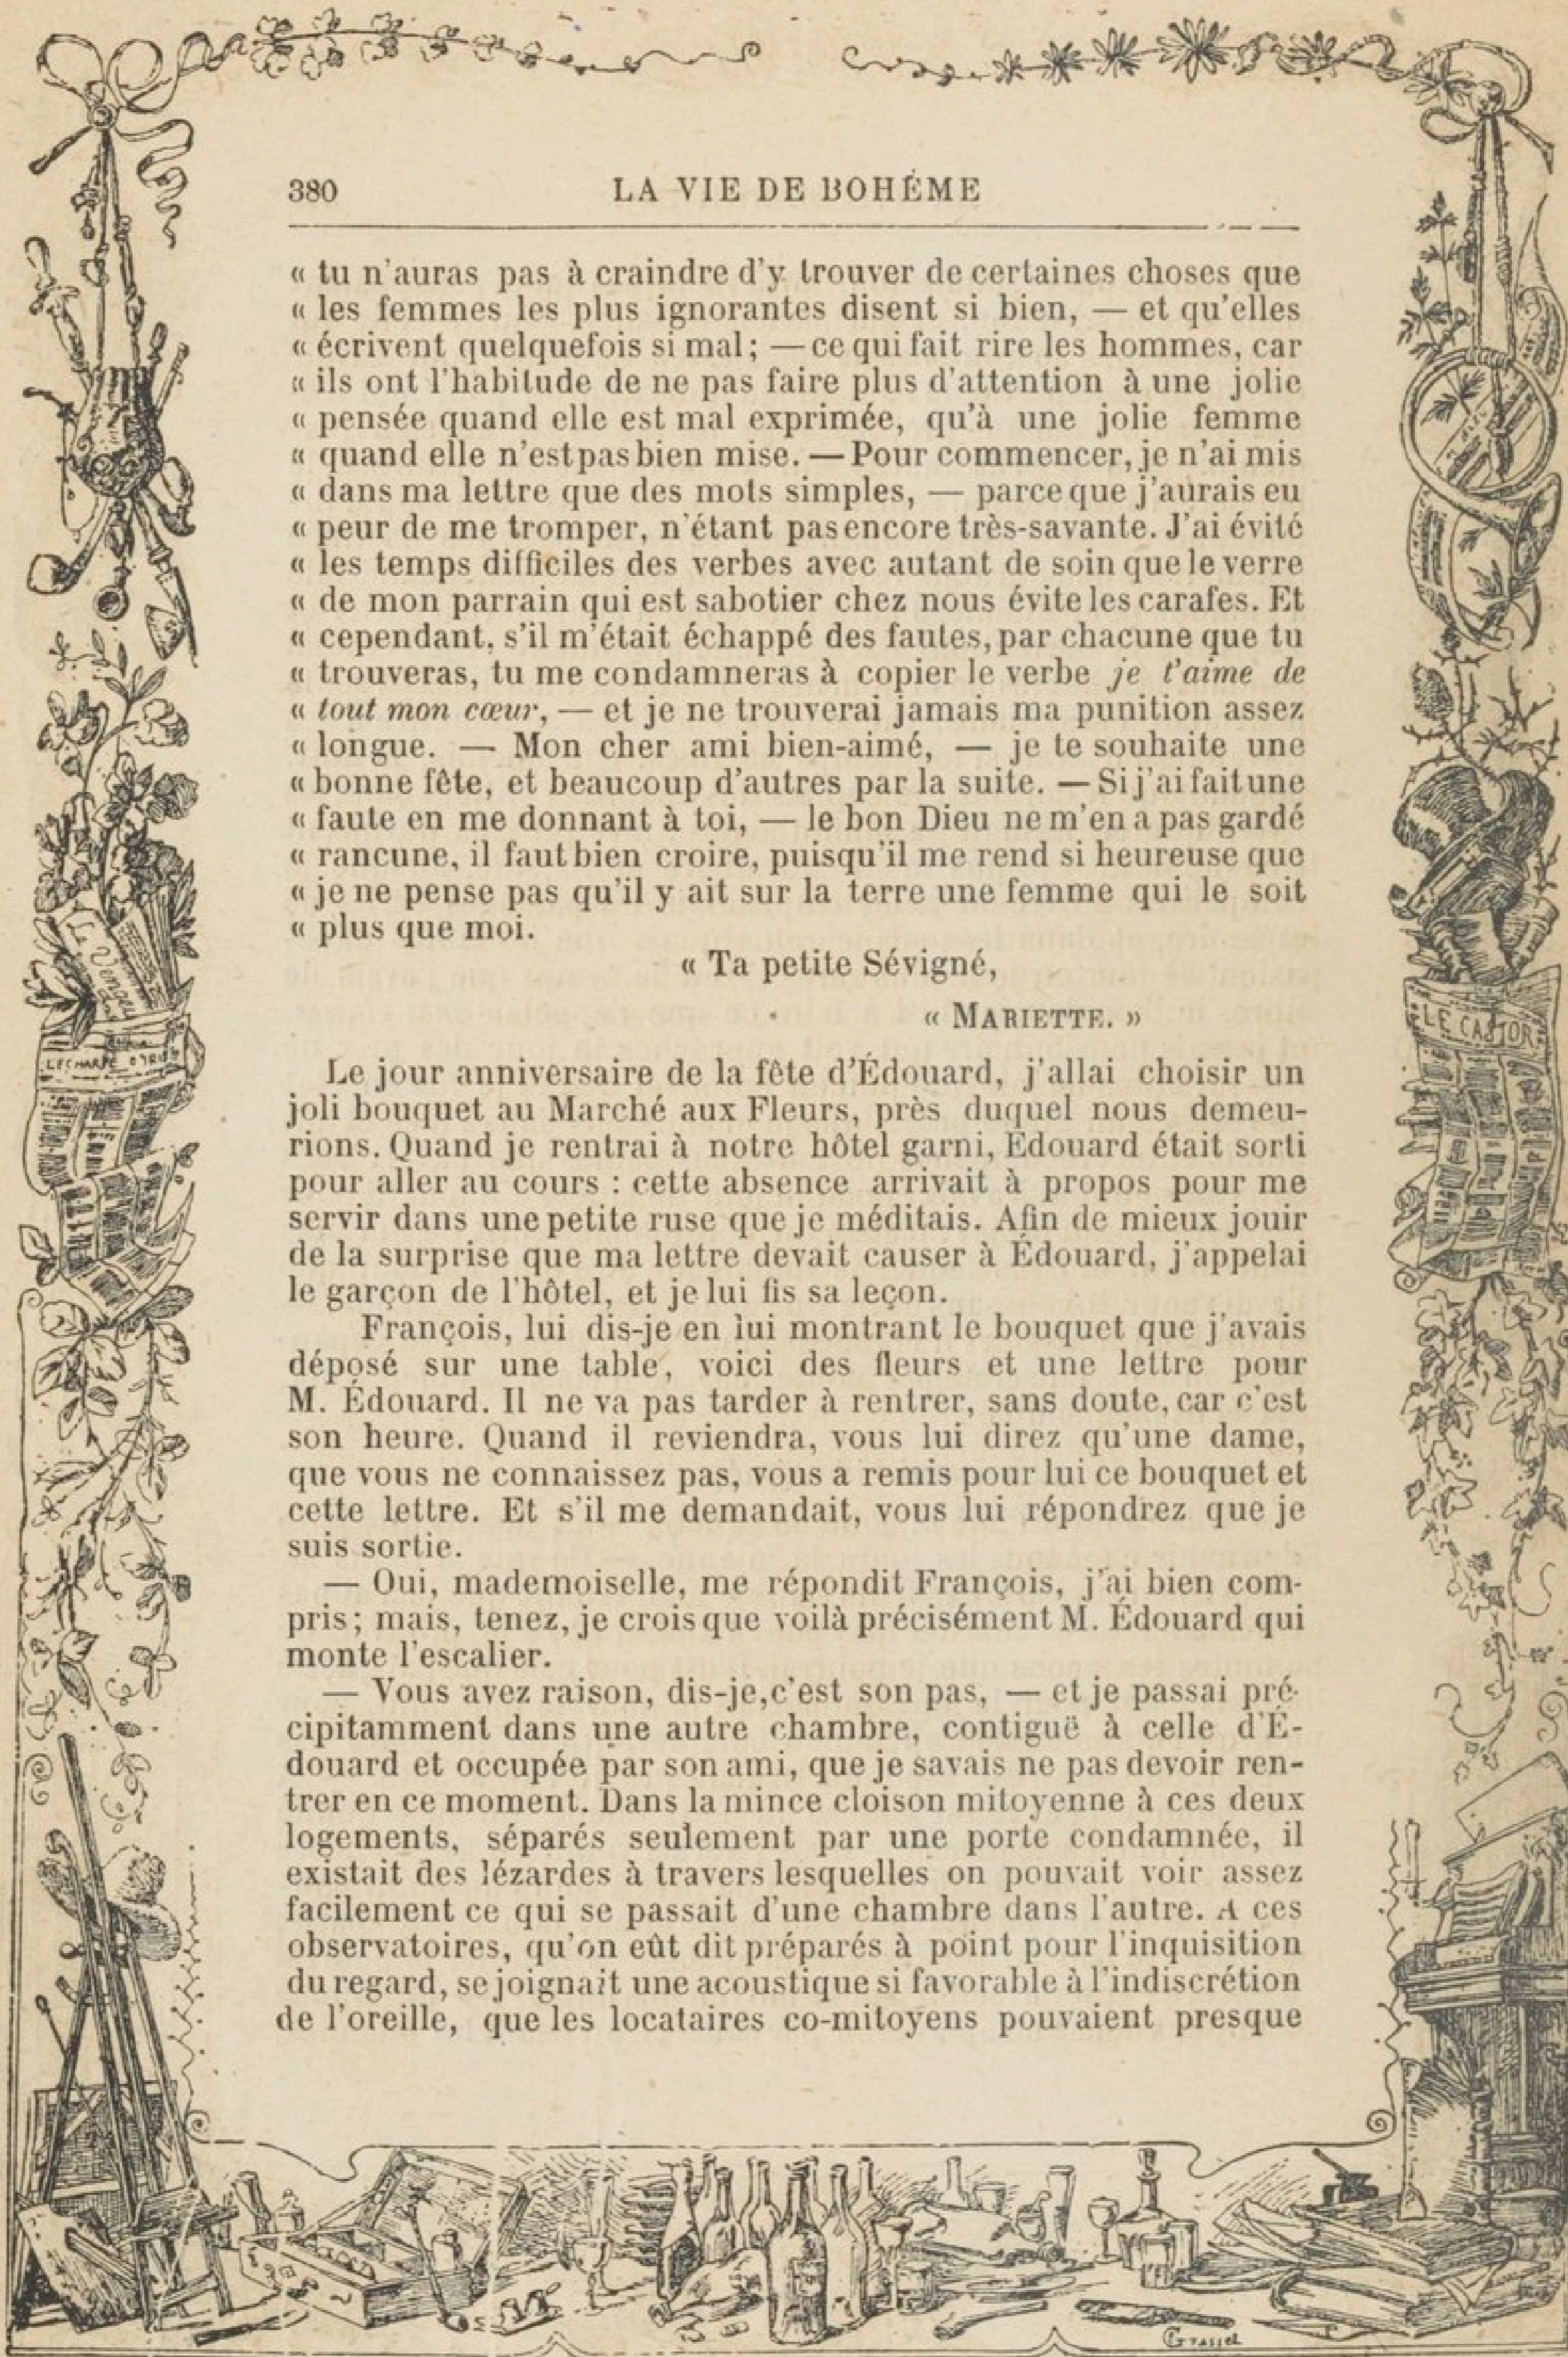 380 LA VIE DE BOHÊME
« tu n'auras pas à craindre d'y trouver de certaines choses que
« les femmes les plus ignorantes disent si bien, — et qu'elles
« écrivent quelquefois si mal; — ce qui fait rire les hommes, car
« ils ont l'habitude de ne pas faire plus d'attention à une jolie
« pensée quand elle est mal exprimée, qu'à une jolie femme
« quand elle n'est pas bien mise. — Pour commencer, je n'ai mis
« dans ma lettre que des mots simples, — parce que j'aurais eu
« peur de me tromper, n'étant pas encore très-savante. J'ai évité
« les temps difficiles des verbes avec autant de soin que le verre
« de mon parrain qui est sabotier chez nous évite les carafes. Et
« cependant, s'il m'était échappé des fautes, par chacune que tu
« trouveras, tu me condamneras à copier le verbe je t'aime de
« tout mon cœur, — et je ne trouverai jamais ma punition assez
« longue. — Mon cher ami bien-aimé, — je te souhaite une
« bonne fête, et beaucoup d'autres par la suite. — Si j'ai fait une
« faute en me donnant à toi, — le bon Dieu ne m'en a pas gardé
« rancune, il faut bien croire, puisqu'il me rend si heureuse que
« je ne pense pas qu'il y ait sur la terre une femme qui le soit
« plus que moi.
« Ta petite Sévigné,
« MARIETTE. »
Le jour anniversaire de la fête d'Édouard, j'allai choisir un
joli bouquet au Marché aux Fleurs, près duquel nous demeu-
rions. Quand je rentrai à notre hôtel garni, Edouard était sorti
pour aller au cours : cette absence arrivait à propos pour me
servir dans une petite ruse que je méditais. Afin de mieux jouir
de la surprise que ma lettre devait causer à Édouard, j'appelai
le garçon de l'hôtel, et je lui fis sa leçon.
François, lui dis-je en lui montrant le bouquet que j'avais
déposé sur une table, voici des fleurs et une lettre pour
M. Édouard. Il ne va pas tarder à rentrer, sans doute, car c'est
son heure. Quand il reviendra, vous lui direz qu'une dame,
que vous ne connaissez pas, vous a remis pour lui ce bouquet et
cette lettre. Et s'il me demandait, vous lui répondrez que je
suis sortie.
— Oui, mademoiselle, me répondit François, j'ai bien com-
pris; mais, tenez, je crois que voilà précisément M. Édouard qui
monte l'escalier.
— Vous avez raison, dis-je, c'est son pas, — et je passai pré-
cipitamment dans une autre chambre, contiguë à celle d'É-
douard et occupée par son ami, que je savais ne pas devoir ren-
trer en ce moment. Dans la mince cloison mitoyenne à ces deux
logements, séparés seulement par une porte condamnée, il
existait des lézardes à travers lesquelles on pouvait voir assez
facilement ce qui se passait d'une chambre dans l'autre. A ces
observatoires, qu'on eût dit préparés à point pour l'inquisition
du regard, se joignait une acoustique si favorable à l'indiscrétion
de l'oreille, que les locataires co-mitoyens pouvaient presque
Le Vengeur
L'ECHARPE D'IRIS
LE CASTOR
Grasset